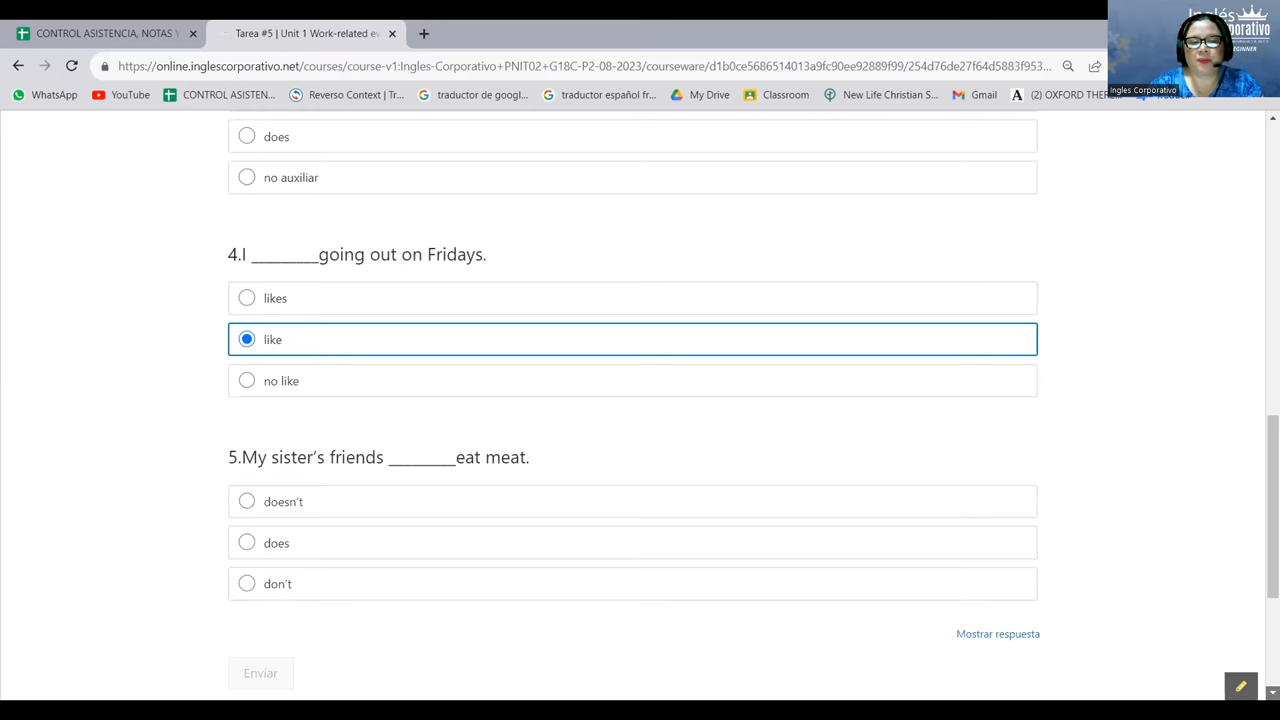 CONTROL ASISTENCIA, NOTAS Y
Tarea #5 | Unit 1 Work-related e
Inglés
orporativo
EGINNER
https://online.inglescorporativo.net/courses/course-v1:Ingles-Corporativo+PNIT02+G18C-P2-08-2023/courseware/d1b0ce5686514013a9fc90ee92889f99/254d76de27f64d5883f953...
WhatsApp
YouTube
CONTROL ASISTEN...
Reverso Context | Tr...
traductor de googl...
traductor español fr...
My Drive
Classroom
New Life Christian S...
Gmail
(2) OXFORD THE
Ingles Corporativo
does
no auxiliar
4.I ________going out on Fridays.
likes
like
no like
5.My sister's friends ________eat meat.
doesn't
does
don't
Mostrar respuesta
Enviar